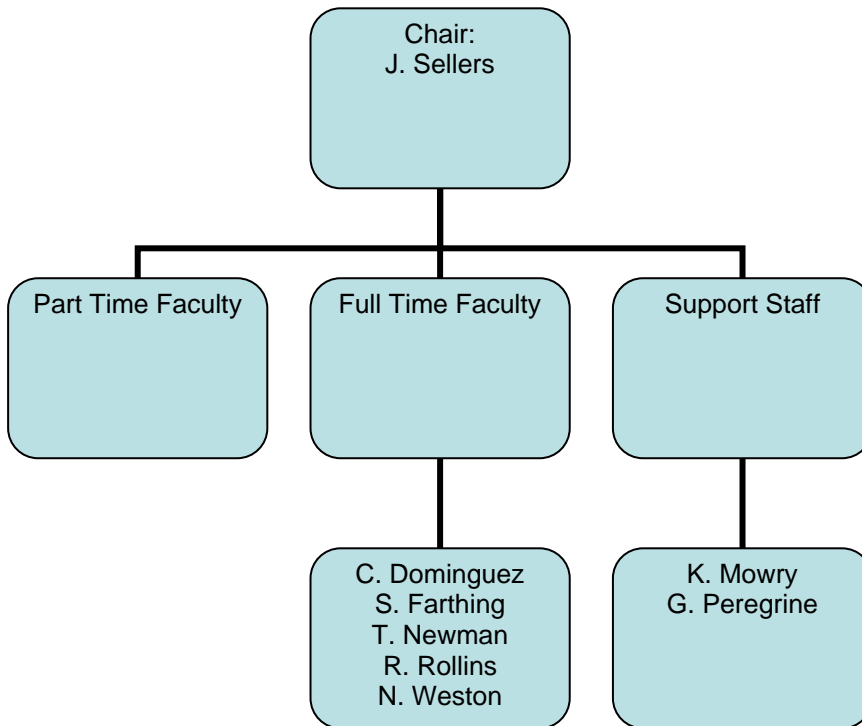 Chair:
J. Sellers
Part Time Faculty
Full Time Faculty
Support Staff
C. Dominguez
S. Farthing
T. Newman
R. Rollins
N. Weston
K. Mowry
G. Peregrine